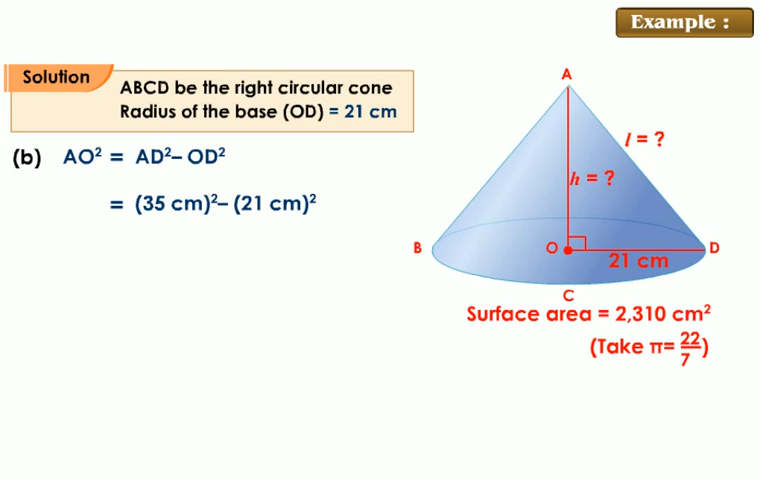 Example :
Solution
ABCD be the right circular cone
Radius of the base (OD) = 21 cm
(b) AO² = AD² – OD²
= (35 cm)² – (21 cm)²
A
l = ?
h = ?
B
O
D
21 cm
C
Surface area = 2,310 cm²
(Take π = 22/7)